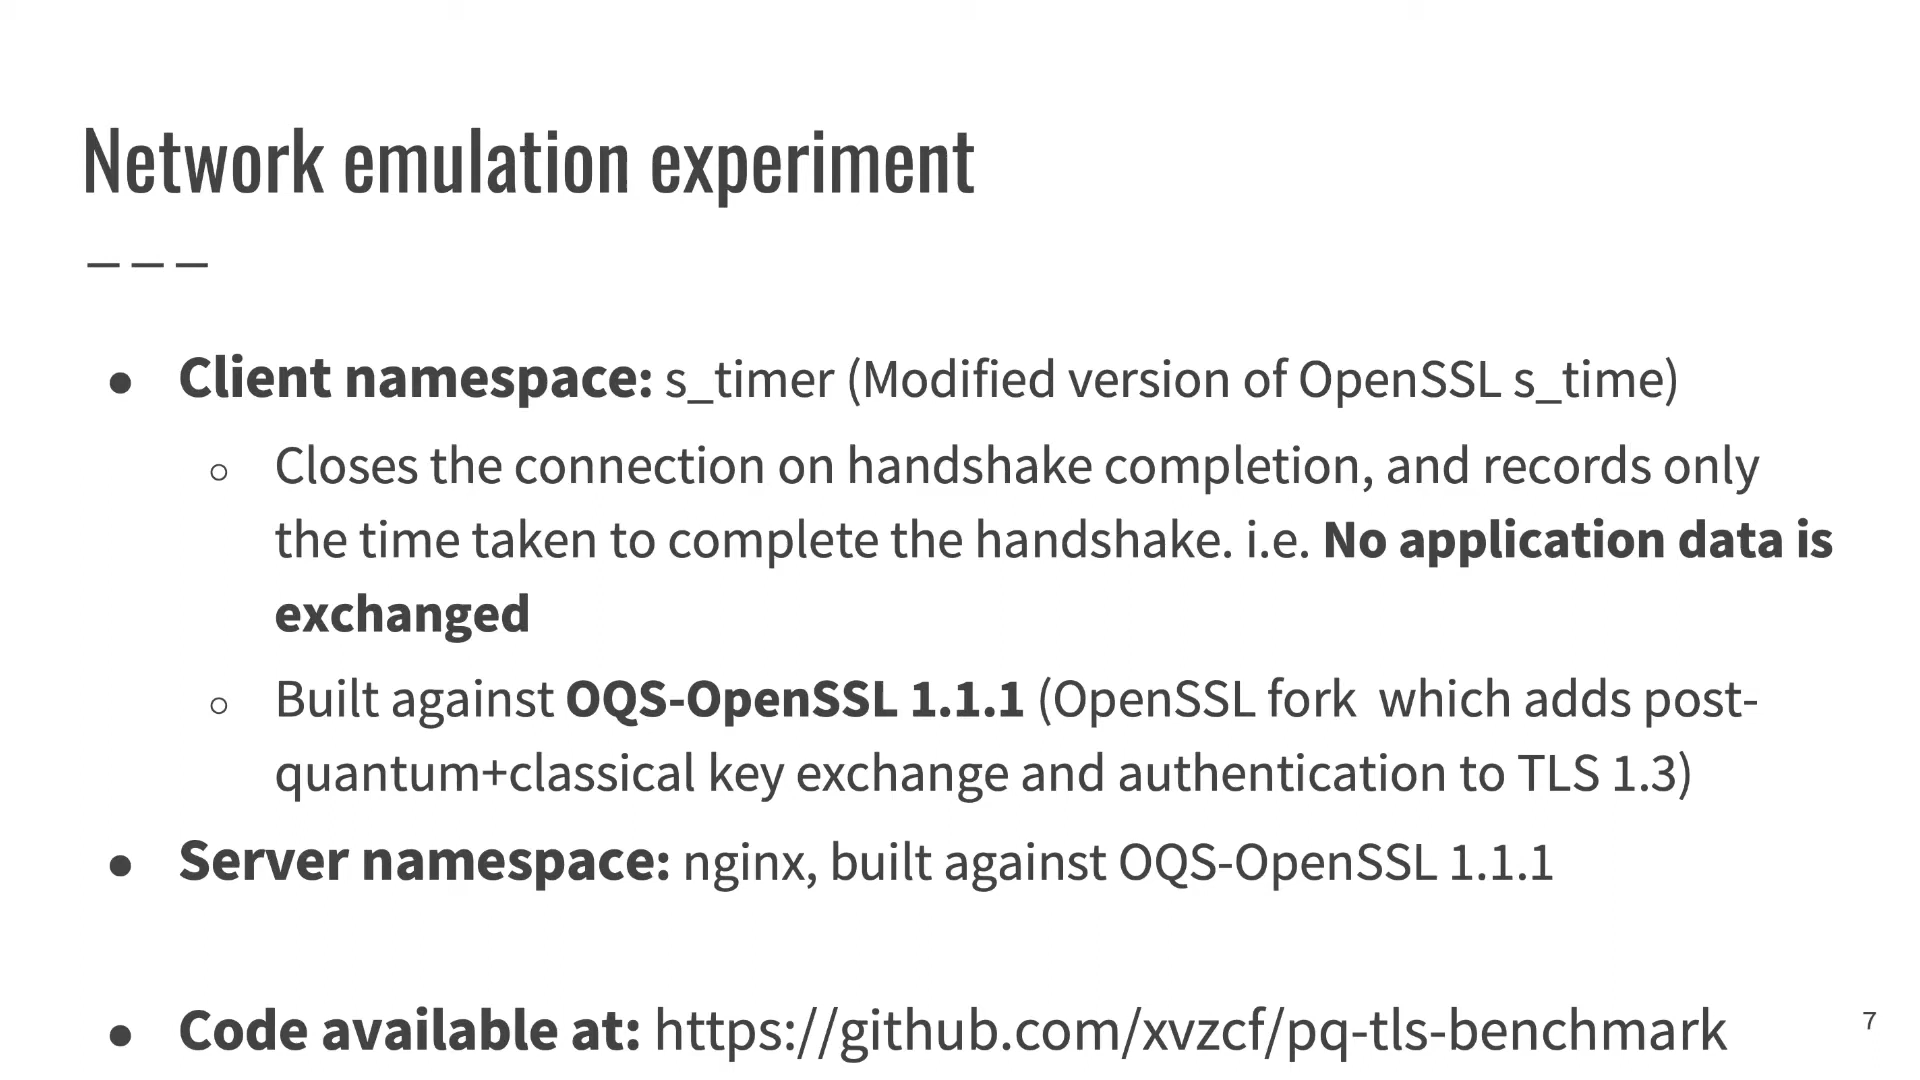 Network emulation experiment
● Client namespace: s_timer (Modified version of OpenSSL s_time)
○ Closes the connection on handshake completion, and records only
the time taken to complete the handshake. i.e. No application data is
exchanged
○ Built against OQS-OpenSSL 1.1.1 (OpenSSL fork  which adds post-
quantum+classical key exchange and authentication to TLS 1.3)
● Server namespace: nginx, built against OQS-OpenSSL 1.1.1
● Code available at: https://github.com/xvzcf/pq-tls-benchmark
7